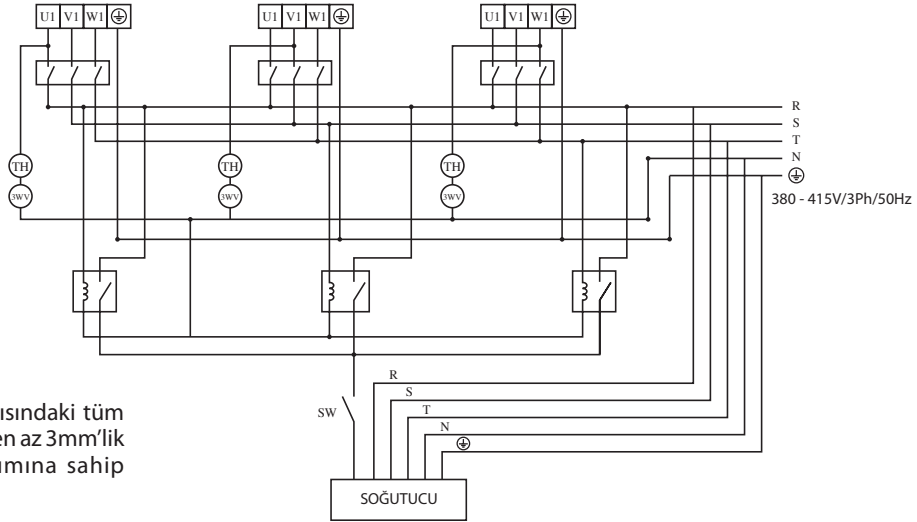 U1 V1 W1
U1 V1 W1
U1 V1 W1
R
S
T
N
380 - 415V/3Ph/50Hz
TH
TH
TH
3WV
3WV
3WV
R
S
T
N
SW
ısındaki tüm
en az 3mm'lik
ımına sahip
SOĞUTUCU